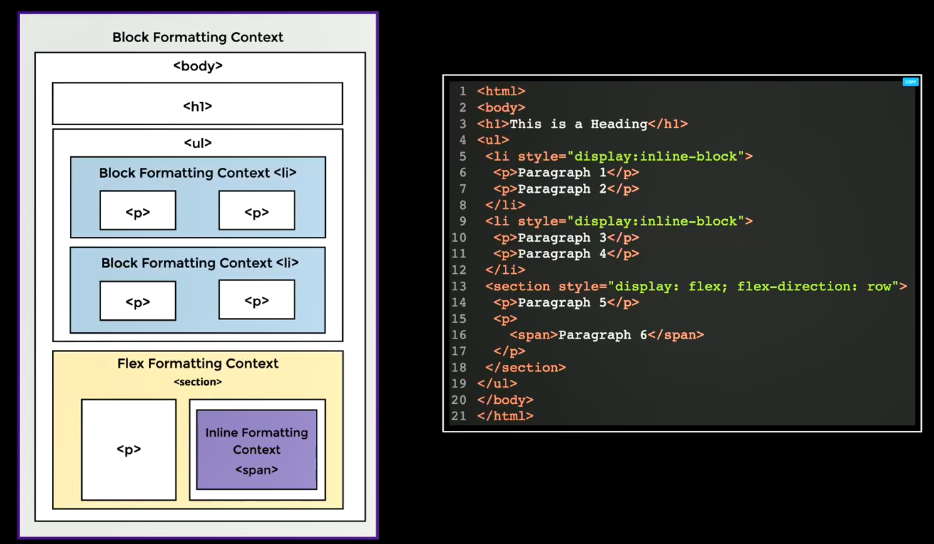 Block Formatting Context
<body>
<h1>
<ul>
Block Formatting Context <li>
<p> <p>
Block Formatting Context <li>
<p> <p>
Flex Formatting Context
<section>
<p>
Inline Formatting
Context
<span>
1 <html>
2 <body>
3 <h1>This is a Heading</h1>
4 <ul>
5 <li style="display:inline-block">
6 <p>Paragraph 1</p>
7 <p>Paragraph 2</p>
8 </li>
9 <li style="display:inline-block">
10 <p>Paragraph 3</p>
11 <p>Paragraph 4</p>
12 </li>
13 <section style="display: flex; flex-direction: row">
14 <p>Paragraph 5</p>
15 <p>
16 <span>Paragraph 6</span>
17 </p>
18 </section>
19 </ul>
20 </body>
21 </html>